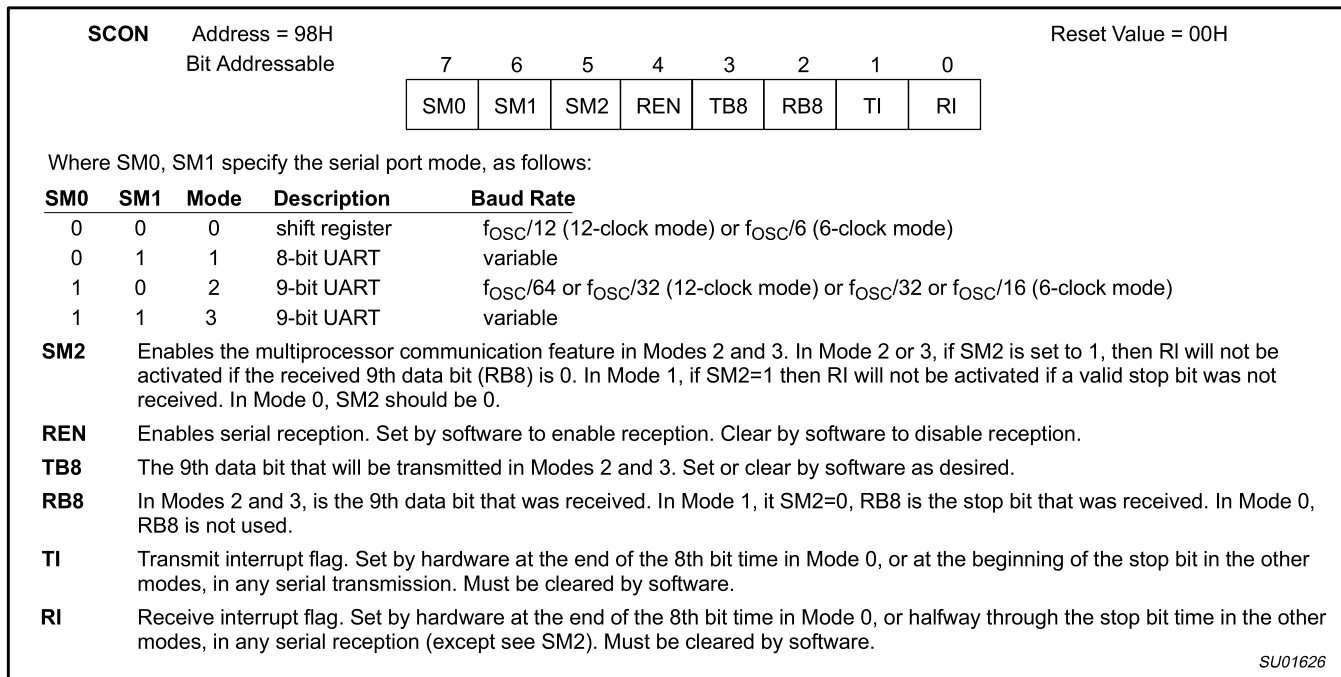 SCON Address = 98H Reset Value = 00H
Bit Addressable 7 6 5 4 3 2 1 0
SM0 SM1 SM2 REN TB8 RB8 TI RI
Where SM0, SM1 specify the serial port mode, as follows:
SM0 SM1 Mode Description Baud Rate
0 0 0 shift register fOSC/12 (12-clock mode) or fOSC/6 (6-clock mode)
0 1 1 8-bit UART variable
1 0 2 9-bit UART fOSC/64 or fOSC/32 (12-clock mode) or fOSC/32 or fOSC/16 (6-clock mode)
1 1 3 9-bit UART variable
SM2 Enables the multiprocessor communication feature in Modes 2 and 3. In Mode 2 or 3, if SM2 is set to 1, then RI will not be
activated if the received 9th data bit (RB8) is 0. In Mode 1, if SM2=1 then RI will not be activated if a valid stop bit was not
received. In Mode 0, SM2 should be 0.
REN Enables serial reception. Set by software to enable reception. Clear by software to disable reception.
TB8 The 9th data bit that will be transmitted in Modes 2 and 3. Set or clear by software as desired.
RB8 In Modes 2 and 3, is the 9th data bit that was received. In Mode 1, it SM2=0, RB8 is the stop bit that was received. In Mode 0,
RB8 is not used.
TI Transmit interrupt flag. Set by hardware at the end of the 8th bit time in Mode 0, or at the beginning of the stop bit in the other
modes, in any serial transmission. Must be cleared by software.
RI Receive interrupt flag. Set by hardware at the end of the 8th bit time in Mode 0, or halfway through the stop bit time in the other
modes, in any serial reception (except see SM2). Must be cleared by software.
SU01626